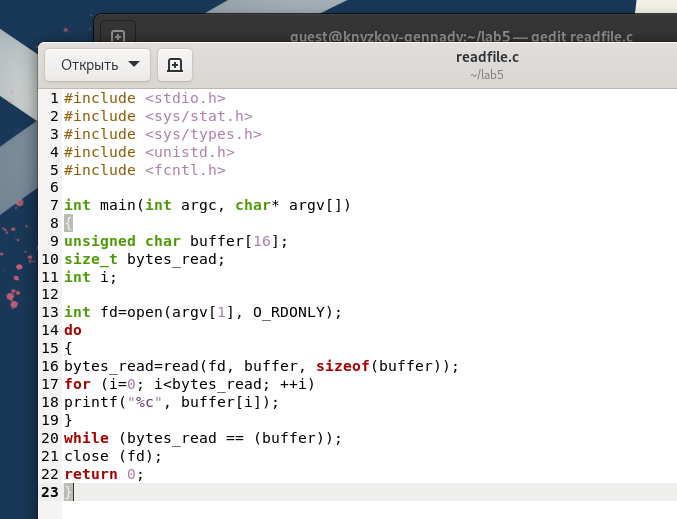 guest@knyzkov-gennady:~/lab5 — gedit readfile.c
Открыть
readfile.c
~/lab5
1 #include <stdio.h>
2 #include <sys/stat.h>
3 #include <sys/types.h>
4 #include <unistd.h>
5 #include <fcntl.h>
6
7 int main(int argc, char* argv[])
8 {
9 unsigned char buffer[16];
10 size_t bytes_read;
11 int i;
12
13 int fd=open(argv[1], O_RDONLY);
14 do
15 {
16 bytes_read=read(fd, buffer, sizeof(buffer));
17 for (i=0; i<bytes_read; ++i)
18 printf("%c", buffer[i]);
19 }
20 while (bytes_read == (buffer));
21 close (fd);
22 return 0;
23 }